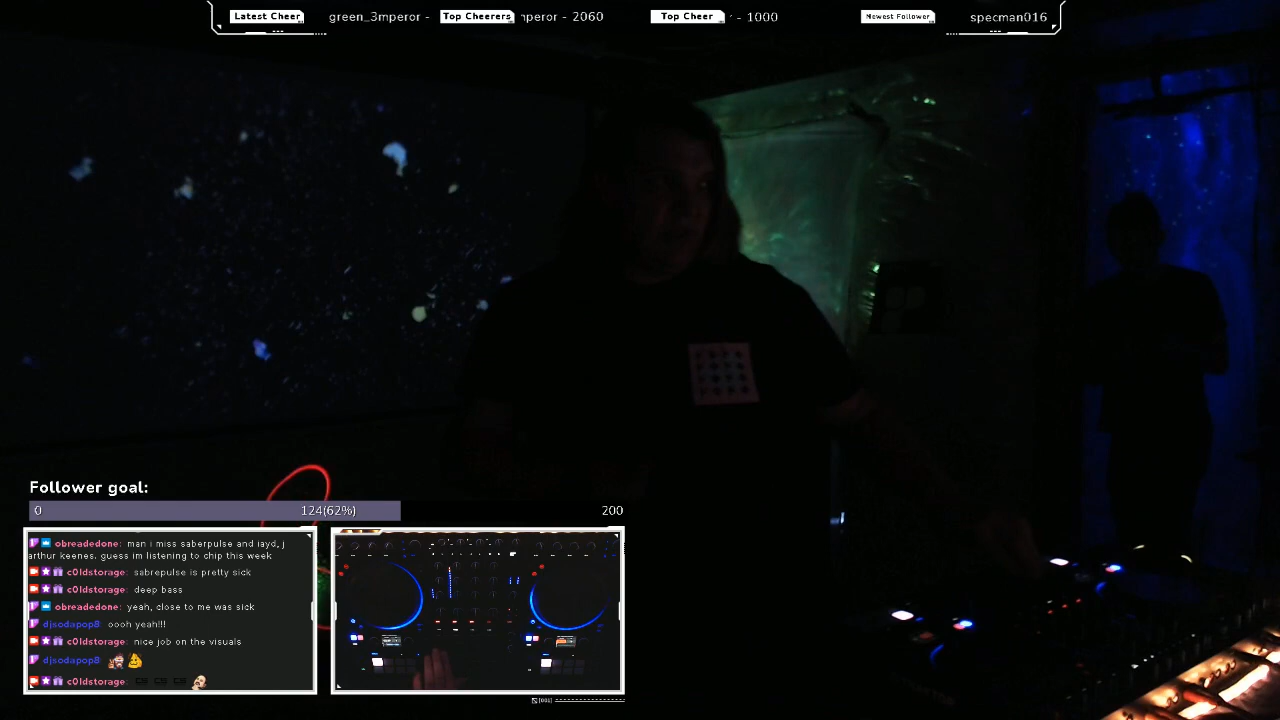 Latest Cheer green_3mperor - Top Cheerers mperor - 2060 Top Cheer - 1000 Newest Follower specman016
Follower goal:
0 124(62%) 200
obreadedone: man i miss saberpulse and iayd, j
arthur keenes. guess im listening to chip this week
c0ldstorage: sabrepulse is pretty sick
c0ldstorage: deep bass
obreadedone: yeah, close to me was sick
djsodapop8: oooh yeah!!!
c0ldstorage: nice job on the visuals
djsodapop8:
c0ldstorage: